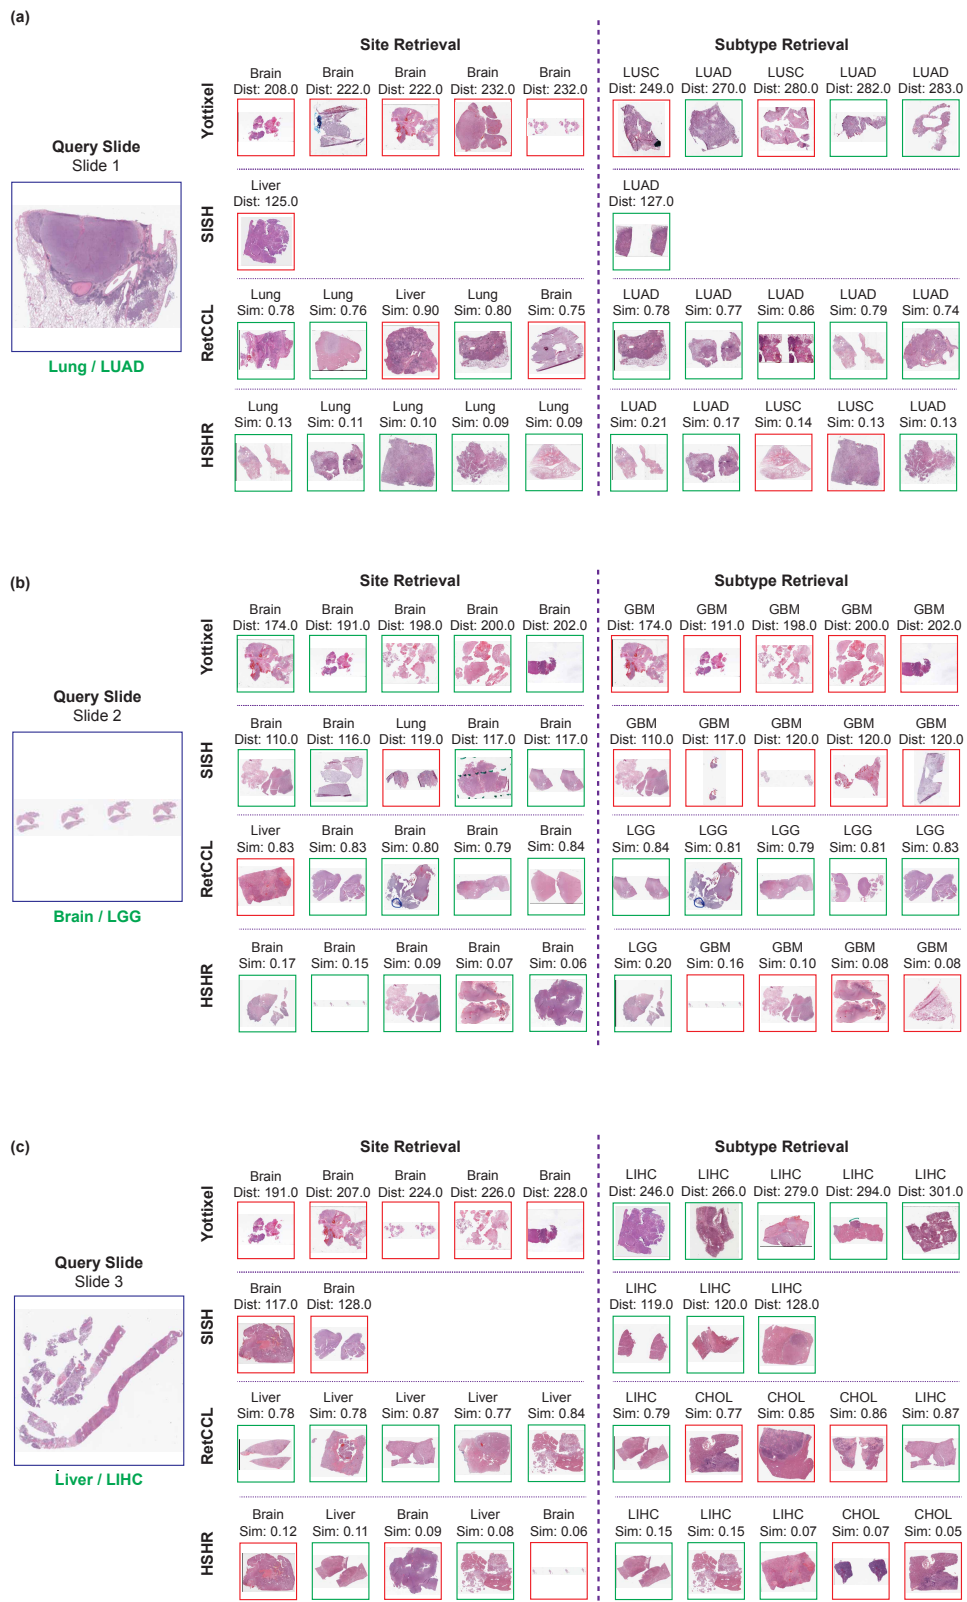 (a)
Site Retrieval Subtype Retrieval
Yottixel
Brain Brain Brain Brain Brain LUSC LUAD LUSC LUAD LUAD
Dist: 208.0 Dist: 222.0 Dist: 222.0 Dist: 232.0 Dist: 232.0 Dist: 249.0 Dist: 270.0 Dist: 280.0 Dist: 282.0 Dist: 283.0
Query Slide
Slide 1
SISH
Liver LUAD
Dist: 125.0 Dist: 127.0
RetCCL
Lung Lung Liver Lung Brain LUAD LUAD LUAD LUAD LUAD
Sim: 0.78 Sim: 0.76 Sim: 0.90 Sim: 0.80 Sim: 0.75 Sim: 0.78 Sim: 0.77 Sim: 0.86 Sim: 0.79 Sim: 0.74
Lung / LUAD
HSHR
Lung Lung Lung Lung Lung LUAD LUAD LUSC LUSC LUAD
Sim: 0.13 Sim: 0.11 Sim: 0.10 Sim: 0.09 Sim: 0.09 Sim: 0.21 Sim: 0.17 Sim: 0.14 Sim: 0.13 Sim: 0.13
(b)
Site Retrieval Subtype Retrieval
Yottixel
Brain Brain Brain Brain Brain GBM GBM GBM GBM GBM
Dist: 174.0 Dist: 191.0 Dist: 198.0 Dist: 200.0 Dist: 202.0 Dist: 174.0 Dist: 191.0 Dist: 198.0 Dist: 200.0 Dist: 202.0
Query Slide
Slide 2
SISH
Brain Brain Lung Brain Brain GBM GBM GBM GBM GBM
Dist: 110.0 Dist: 116.0 Dist: 119.0 Dist: 117.0 Dist: 117.0 Dist: 110.0 Dist: 117.0 Dist: 120.0 Dist: 120.0 Dist: 120.0
RetCCL
Liver Brain Brain Brain Brain LGG LGG LGG LGG LGG
Sim: 0.83 Sim: 0.83 Sim: 0.80 Sim: 0.79 Sim: 0.84 Sim: 0.84 Sim: 0.81 Sim: 0.79 Sim: 0.81 Sim: 0.83
Brain / LGG
HSHR
Brain Brain Brain Brain Brain LGG GBM GBM GBM GBM
Sim: 0.17 Sim: 0.15 Sim: 0.09 Sim: 0.07 Sim: 0.06 Sim: 0.20 Sim: 0.16 Sim: 0.10 Sim: 0.08 Sim: 0.08
(c)
Site Retrieval Subtype Retrieval
Yottixel
Brain Brain Brain Brain Brain LIHC LIHC LIHC LIHC LIHC
Dist: 191.0 Dist: 207.0 Dist: 224.0 Dist: 226.0 Dist: 228.0 Dist: 246.0 Dist: 266.0 Dist: 279.0 Dist: 294.0 Dist: 301.0
Query Slide
Slide 3
SISH
Brain Brain LIHC LIHC LIHC
Dist: 117.0 Dist: 128.0 Dist: 119.0 Dist: 120.0 Dist: 128.0
RetCCL
Liver Liver Liver Liver Liver LIHC CHOL CHOL CHOL LIHC
Sim: 0.78 Sim: 0.78 Sim: 0.87 Sim: 0.77 Sim: 0.84 Sim: 0.79 Sim: 0.77 Sim: 0.85 Sim: 0.86 Sim: 0.87
Liver / LIHC
HSHR
Brain Liver Brain Liver Brain LIHC LIHC LIHC CHOL CHOL
Sim: 0.12 Sim: 0.11 Sim: 0.09 Sim: 0.08 Sim: 0.06 Sim: 0.15 Sim: 0.15 Sim: 0.07 Sim: 0.07 Sim: 0.05